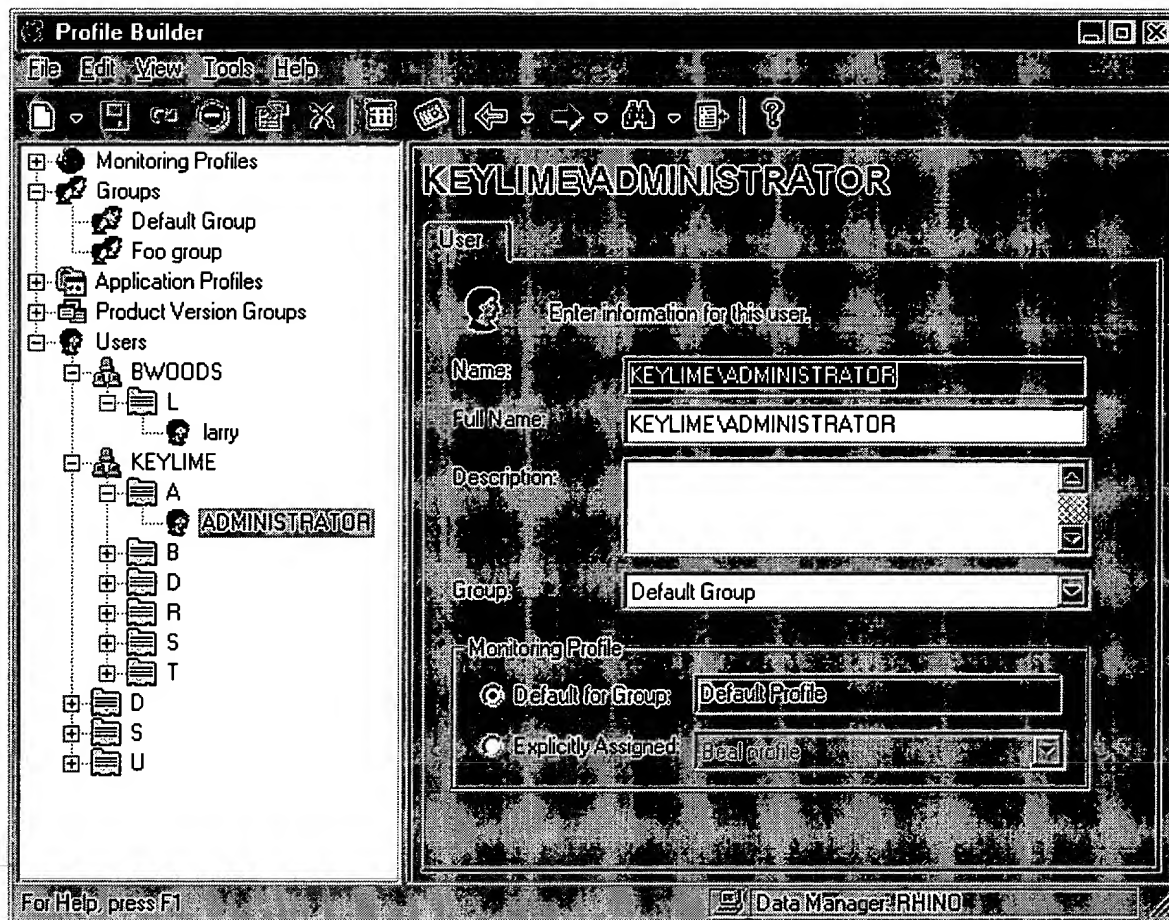 Profile Builder
File Edit View Tools Help
Monitoring Profiles
Groups
Default Group
Foo group
Application Profiles
Product Version Groups
Users
BWOODS
L
larry
KEYLIME
A
ADMINISTRATOR
B
D
R
S
T
D
S
U
KEYLIME\ADMINISTRATOR
User
Enter information for this user.
Name: KEYLIME\ADMINISTRATOR
Full Name: KEYLIME\ADMINISTRATOR
Description:
Group: Default Group
Monitoring Profile
Default for Group: Default Profile
Explicitly Assigned: Beal profile
For Help, press F1
Data Manager: RHINO